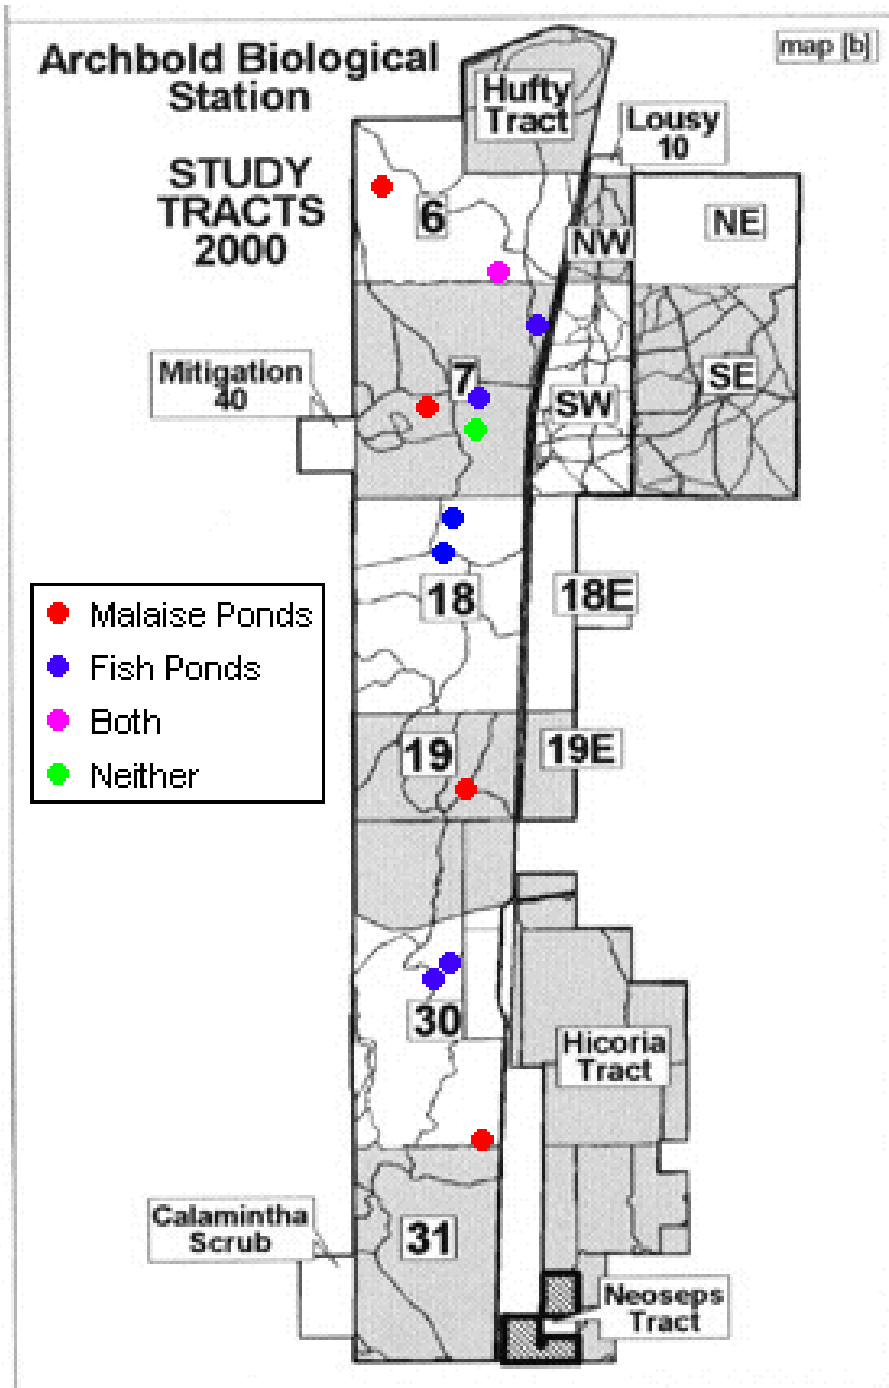 Archbold Biological
Station
map [b]
STUDY
TRACTS
2000
Hufty
Tract
Lousy
10
6
NW
NE
Mitigation
40
7
SW
SE
18
18E
Malaise Ponds
Fish Ponds
Both
Neither
19
19E
30
Hicoria
Tract
Calamintha
Scrub
31
Neoseps
Tract